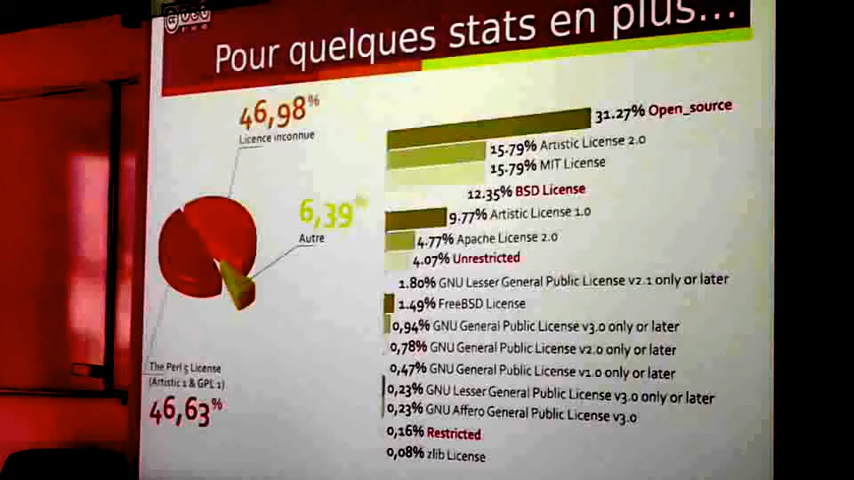 Pour quelques stats en plus...
46,98%
Licence inconnue
6,39%
Autre
The Perl 5 License
(Artistic 1 & GPL 1)
46,63%
31.27% Open_source
15.79% Artistic License 2.0
15.79% MIT License
12.35% BSD License
9.77% Artistic License 1.0
4.77% Apache License 2.0
4.07% Unrestricted
1.80% GNU Lesser General Public License v2.1 only or later
1.49% FreeBSD License
0,94% GNU General Public License v3.0 only or later
0,78% GNU General Public License v2.0 only or later
0,47% GNU General Public License v1.0 only or later
0,23% GNU Lesser General Public License v3.0 only or later
0,23% GNU Affero General Public License v3.0
0,16% Restricted
0,08% zlib License